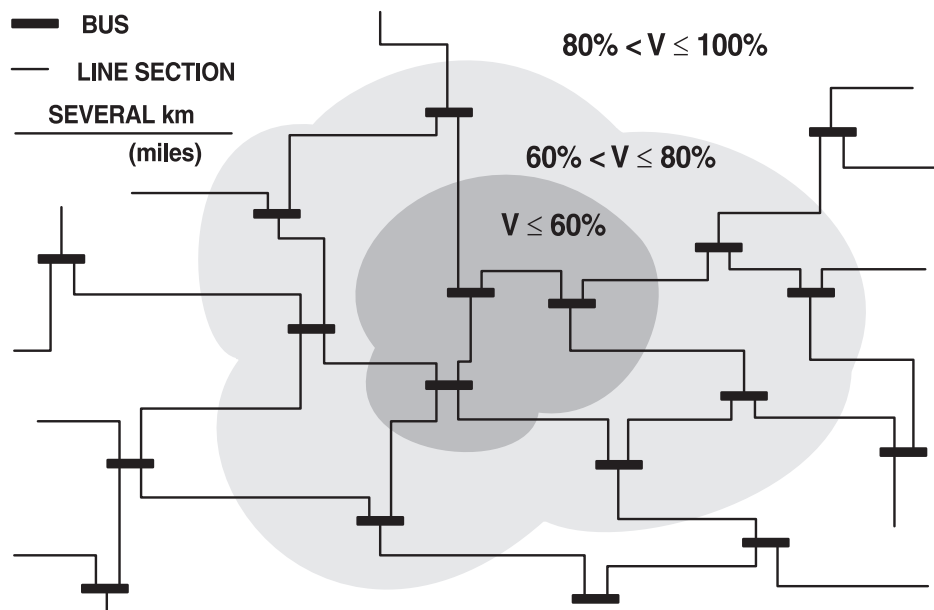 BUS
LINE SECTION
SEVERAL km
(miles)
80% < V ≤ 100%
60% < V ≤ 80%
V ≤ 60%